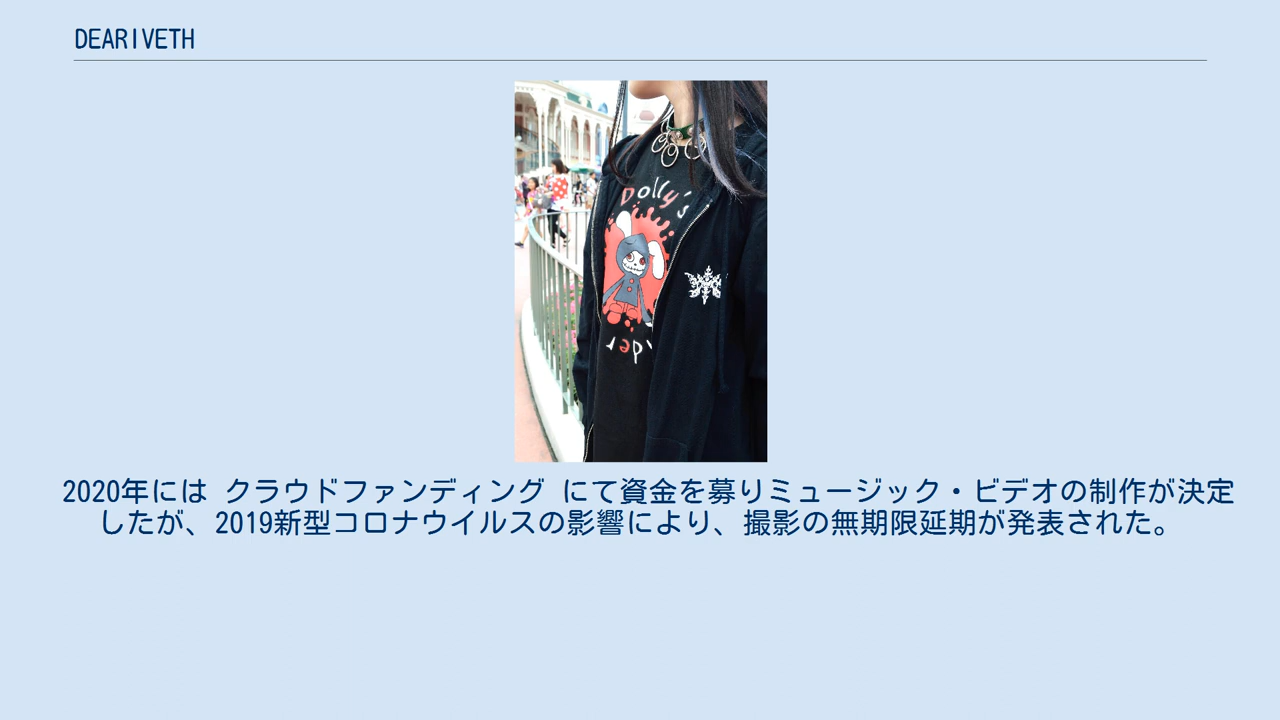 DEARIVETH
Dolly's
2020年には クラウドファンディング にて資金を募りミュージック・ビデオの制作が決定
したが、2019新型コロナウイルスの影響により、撮影の無期限延期が発表された。